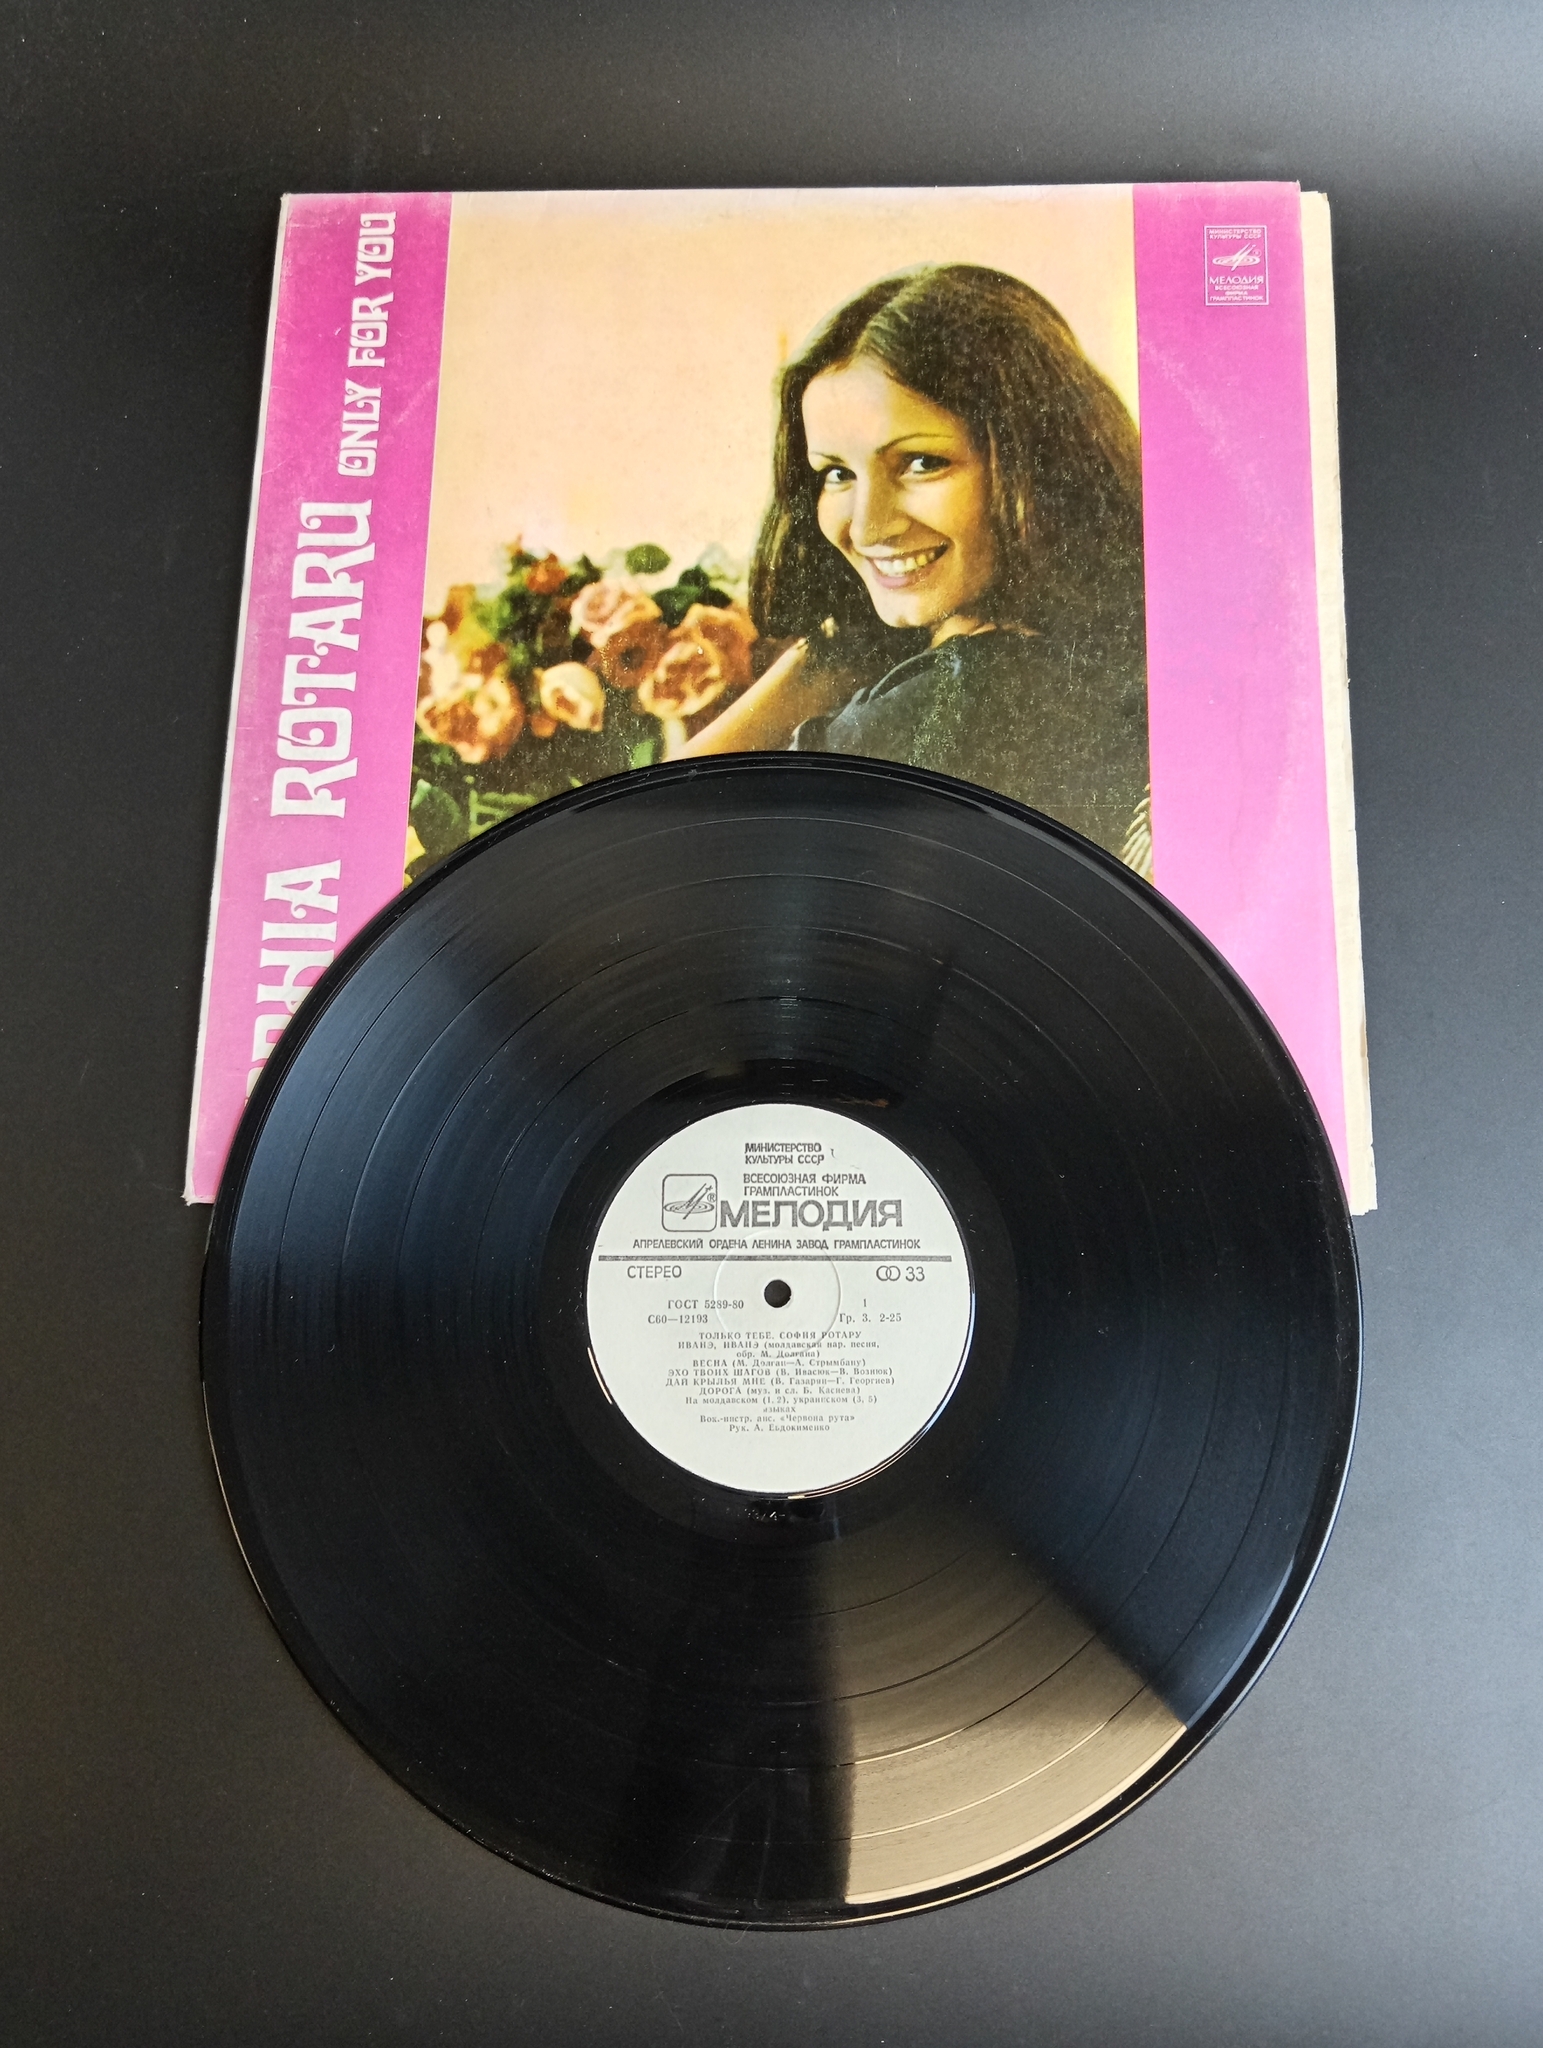 ROTARU ONLY FOR YOU
МИНИСТЕРСТВО
КУЛЬТУРЫ СССР
МЕЛОДИЯ
ВСЕСОЮЗНАЯ
ФИРМА
ГРАМПЛАСТИНОК
МИНИСТЕРСТВО
КУЛЬТУРЫ СССР
ВСЕСОЮЗНАЯ ФИРМА
ГРАМПЛАСТИНОК
МЕЛОДИЯ
АПРЕЛЕВСКИЙ ОРДЕНА ЛЕНИНА ЗАВОД ГРАМПЛАСТИНОК
СТЕРЕО 33
ГОСТ 5289-80 1
С60—12193 Гр. 3. 2-25
ТОЛЬКО ТЕБЕ. СОФИЯ РОТАРУ
ИВАНЭ, ИВАНЭ (молдавская нар. песня,
обр. М. Долгана)
ВЕСНА (М. Долган—А. Стрымбану)
ЭХО ТВОИХ ШАГОВ (В. Ивасюк—В. Вознюк)
ДАЙ КРЫЛЬЯ МНЕ (В. Газарян—Г. Георгиев)
ДОРОГА (муз. и сл. Б. Каснева)
На молдавском (1, 2), украинском (3, 5)
языках
Вок.-инстр. анс. «Червона рута»
Рук. А. Евдокименко